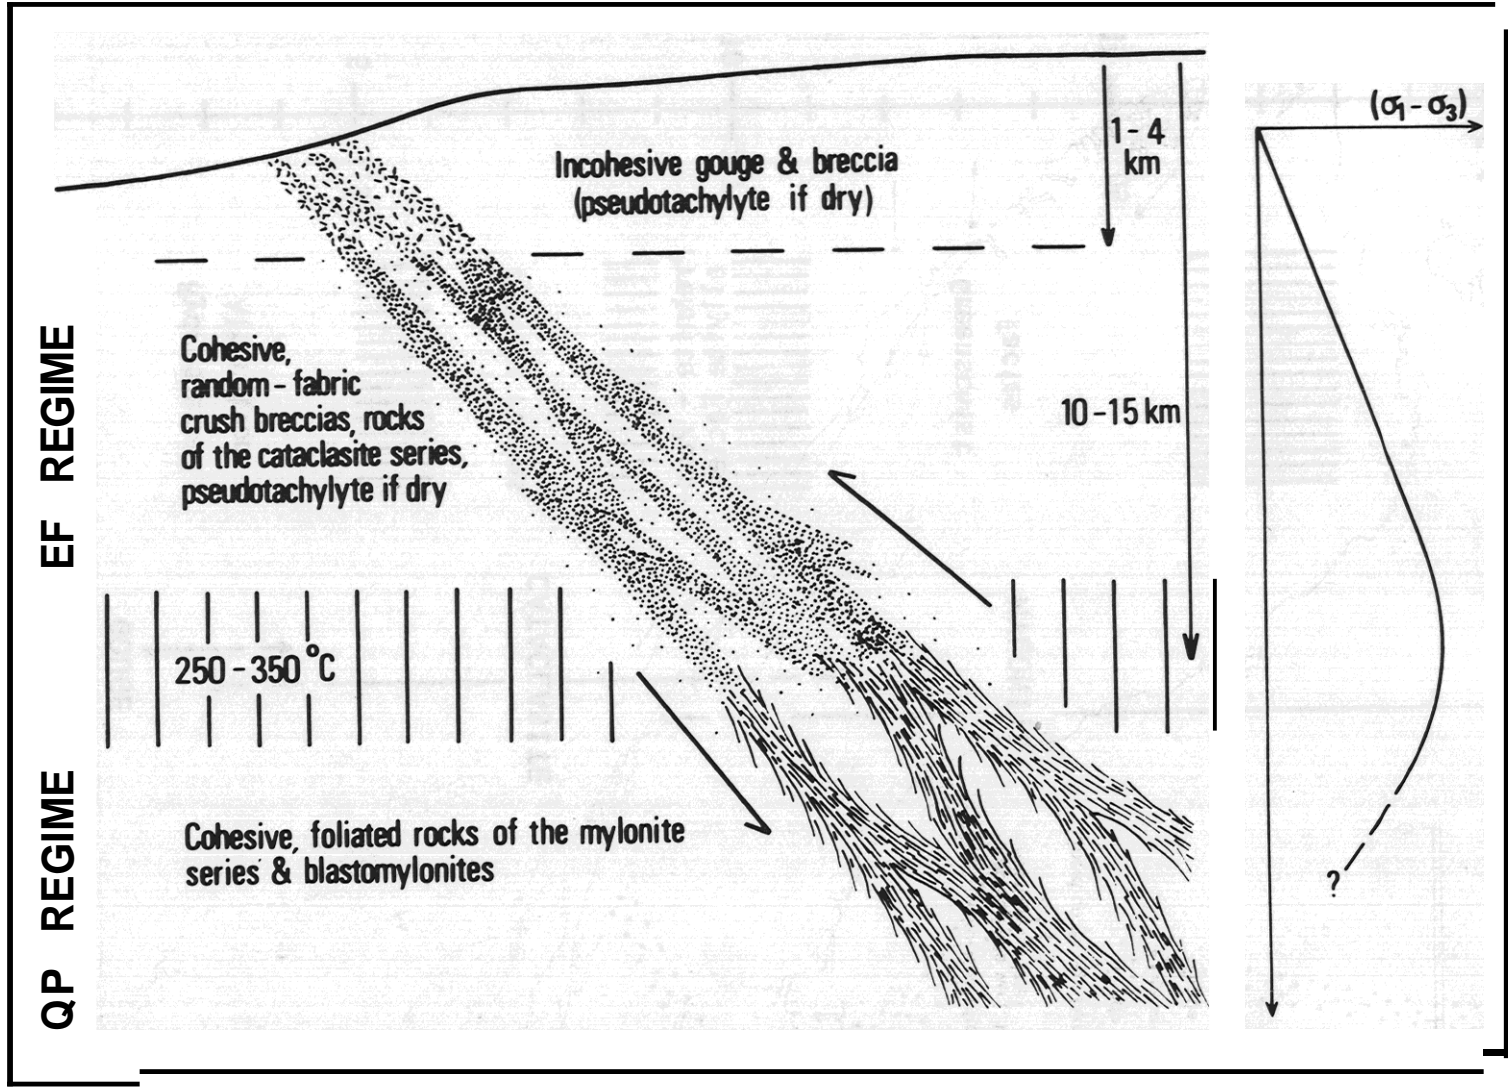 (σ₁ - σ₃)
1 - 4
km
Incohesive gouge & breccia
(pseudotachylyte if dry)
EF REGIME
Cohesive,
random - fabric
crush breccias, rocks
of the cataclasite series,
pseudotachylyte if dry
10 - 15 km
250 - 350 °C
QP REGIME
Cohesive, foliated rocks of the mylonite
series & blastomylonites
?